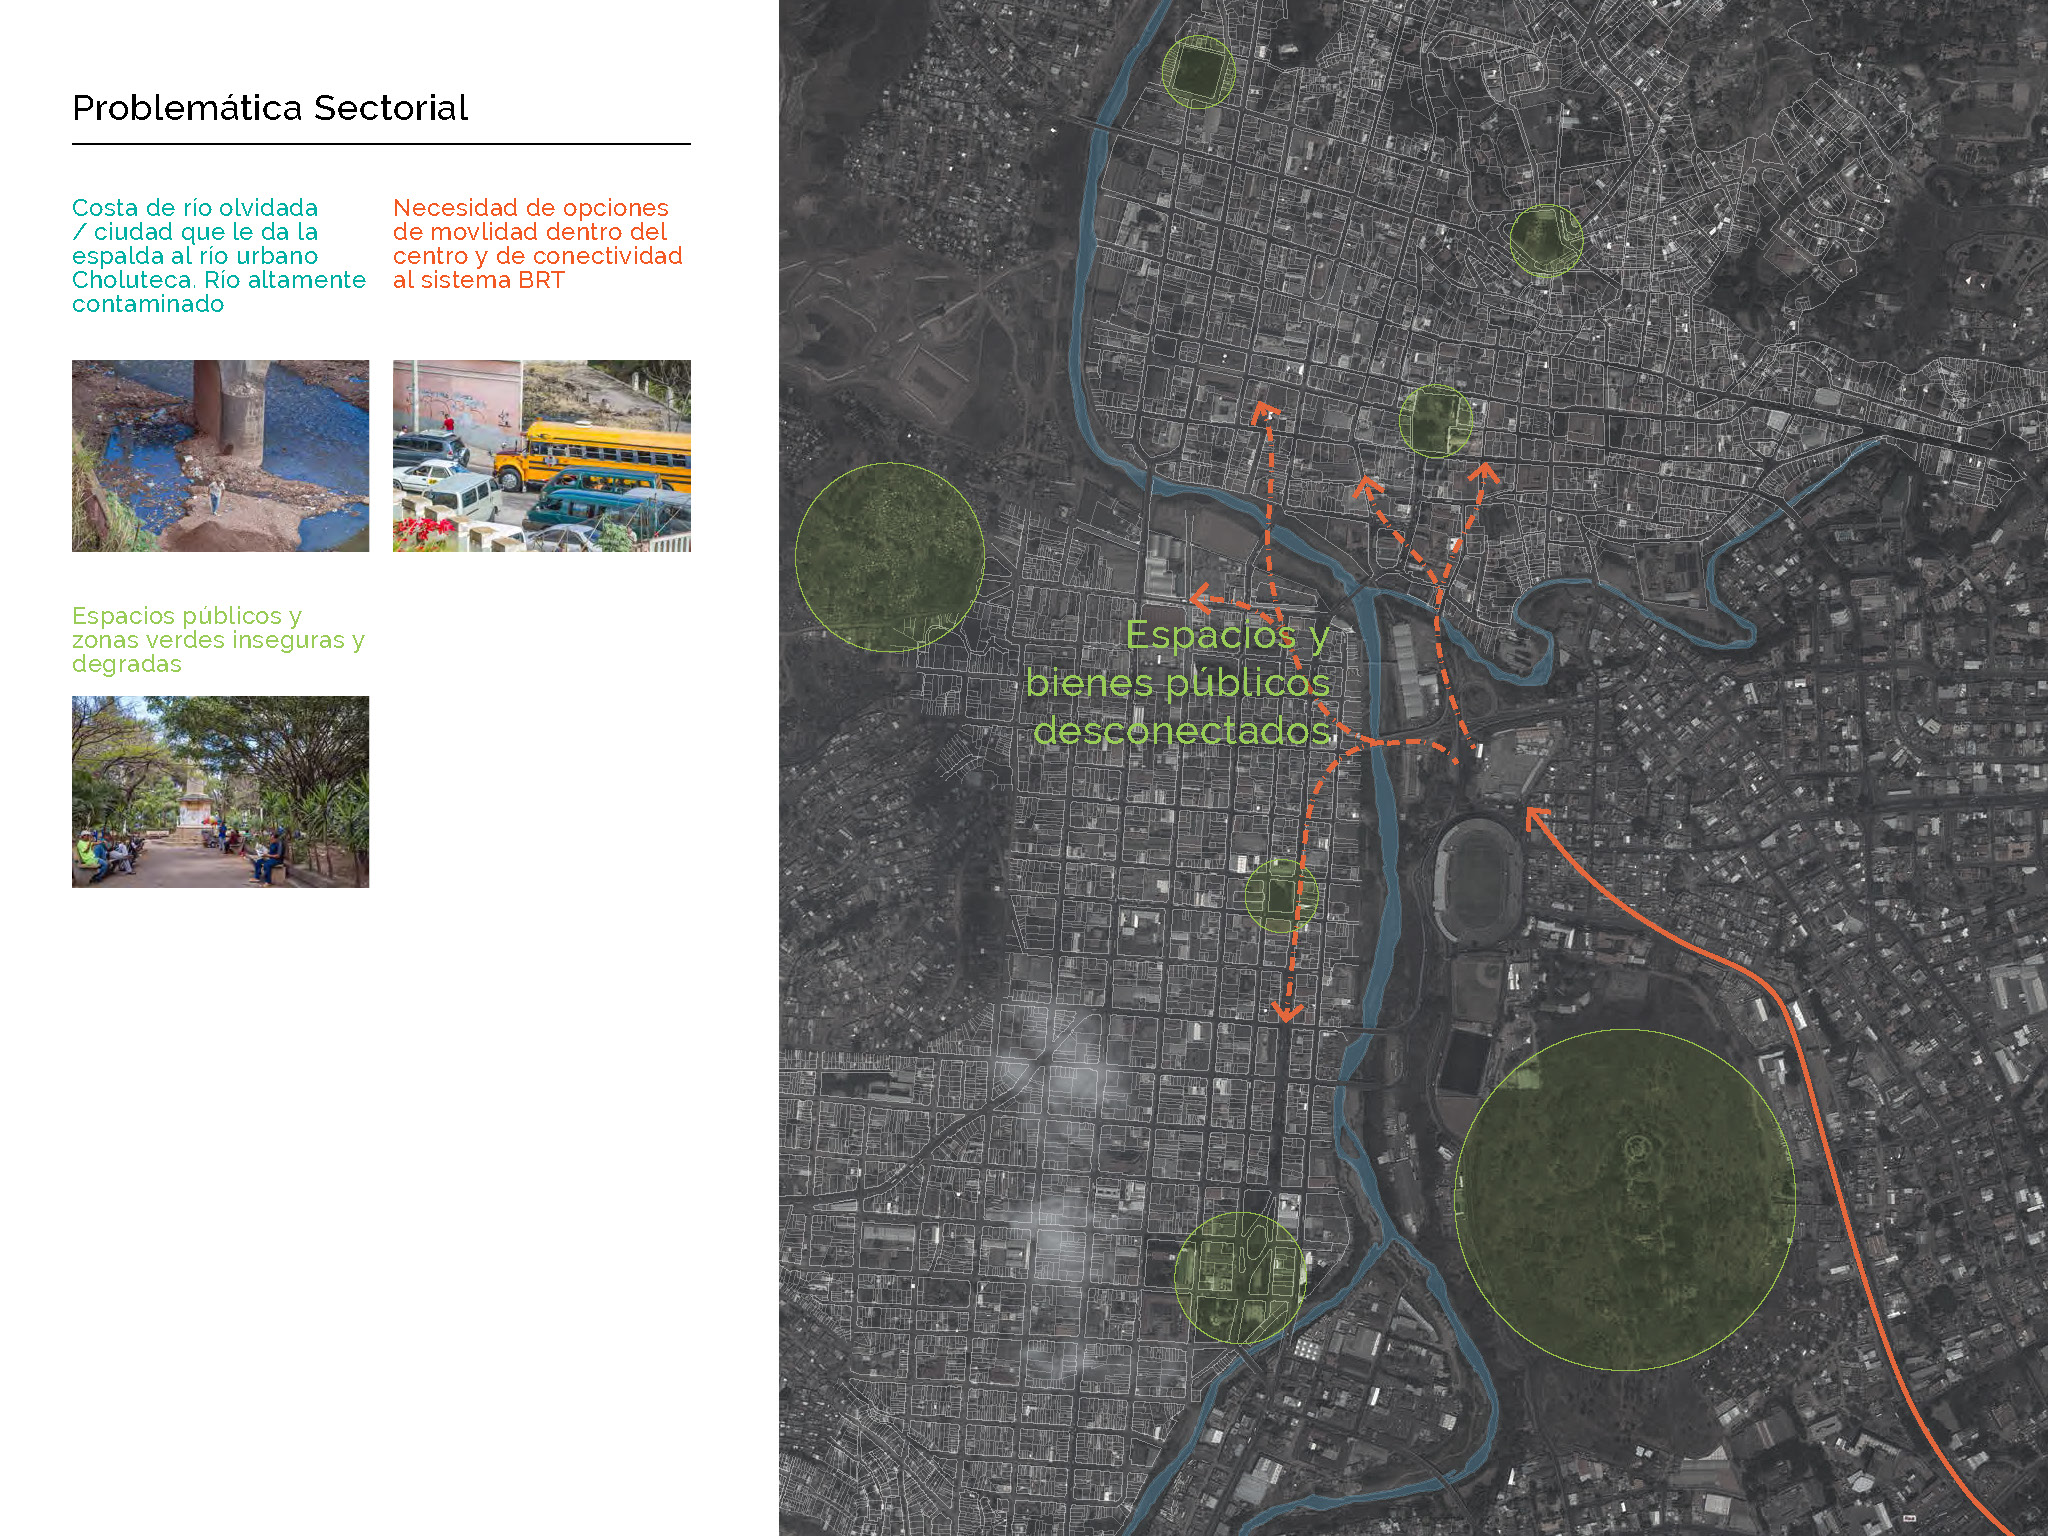 Problemática Sectorial
Costa de río olvidada
/ ciudad que le da la
espalda al río urbano
Choluteca. Río altamente
contaminado
Necesidad de opciones
de movlidad dentro del
centro y de conectividad
al sistema BRT
Espacios públicos y
zonas verdes inseguras y
degradas
Espacios y
bienes públicos
desconectados